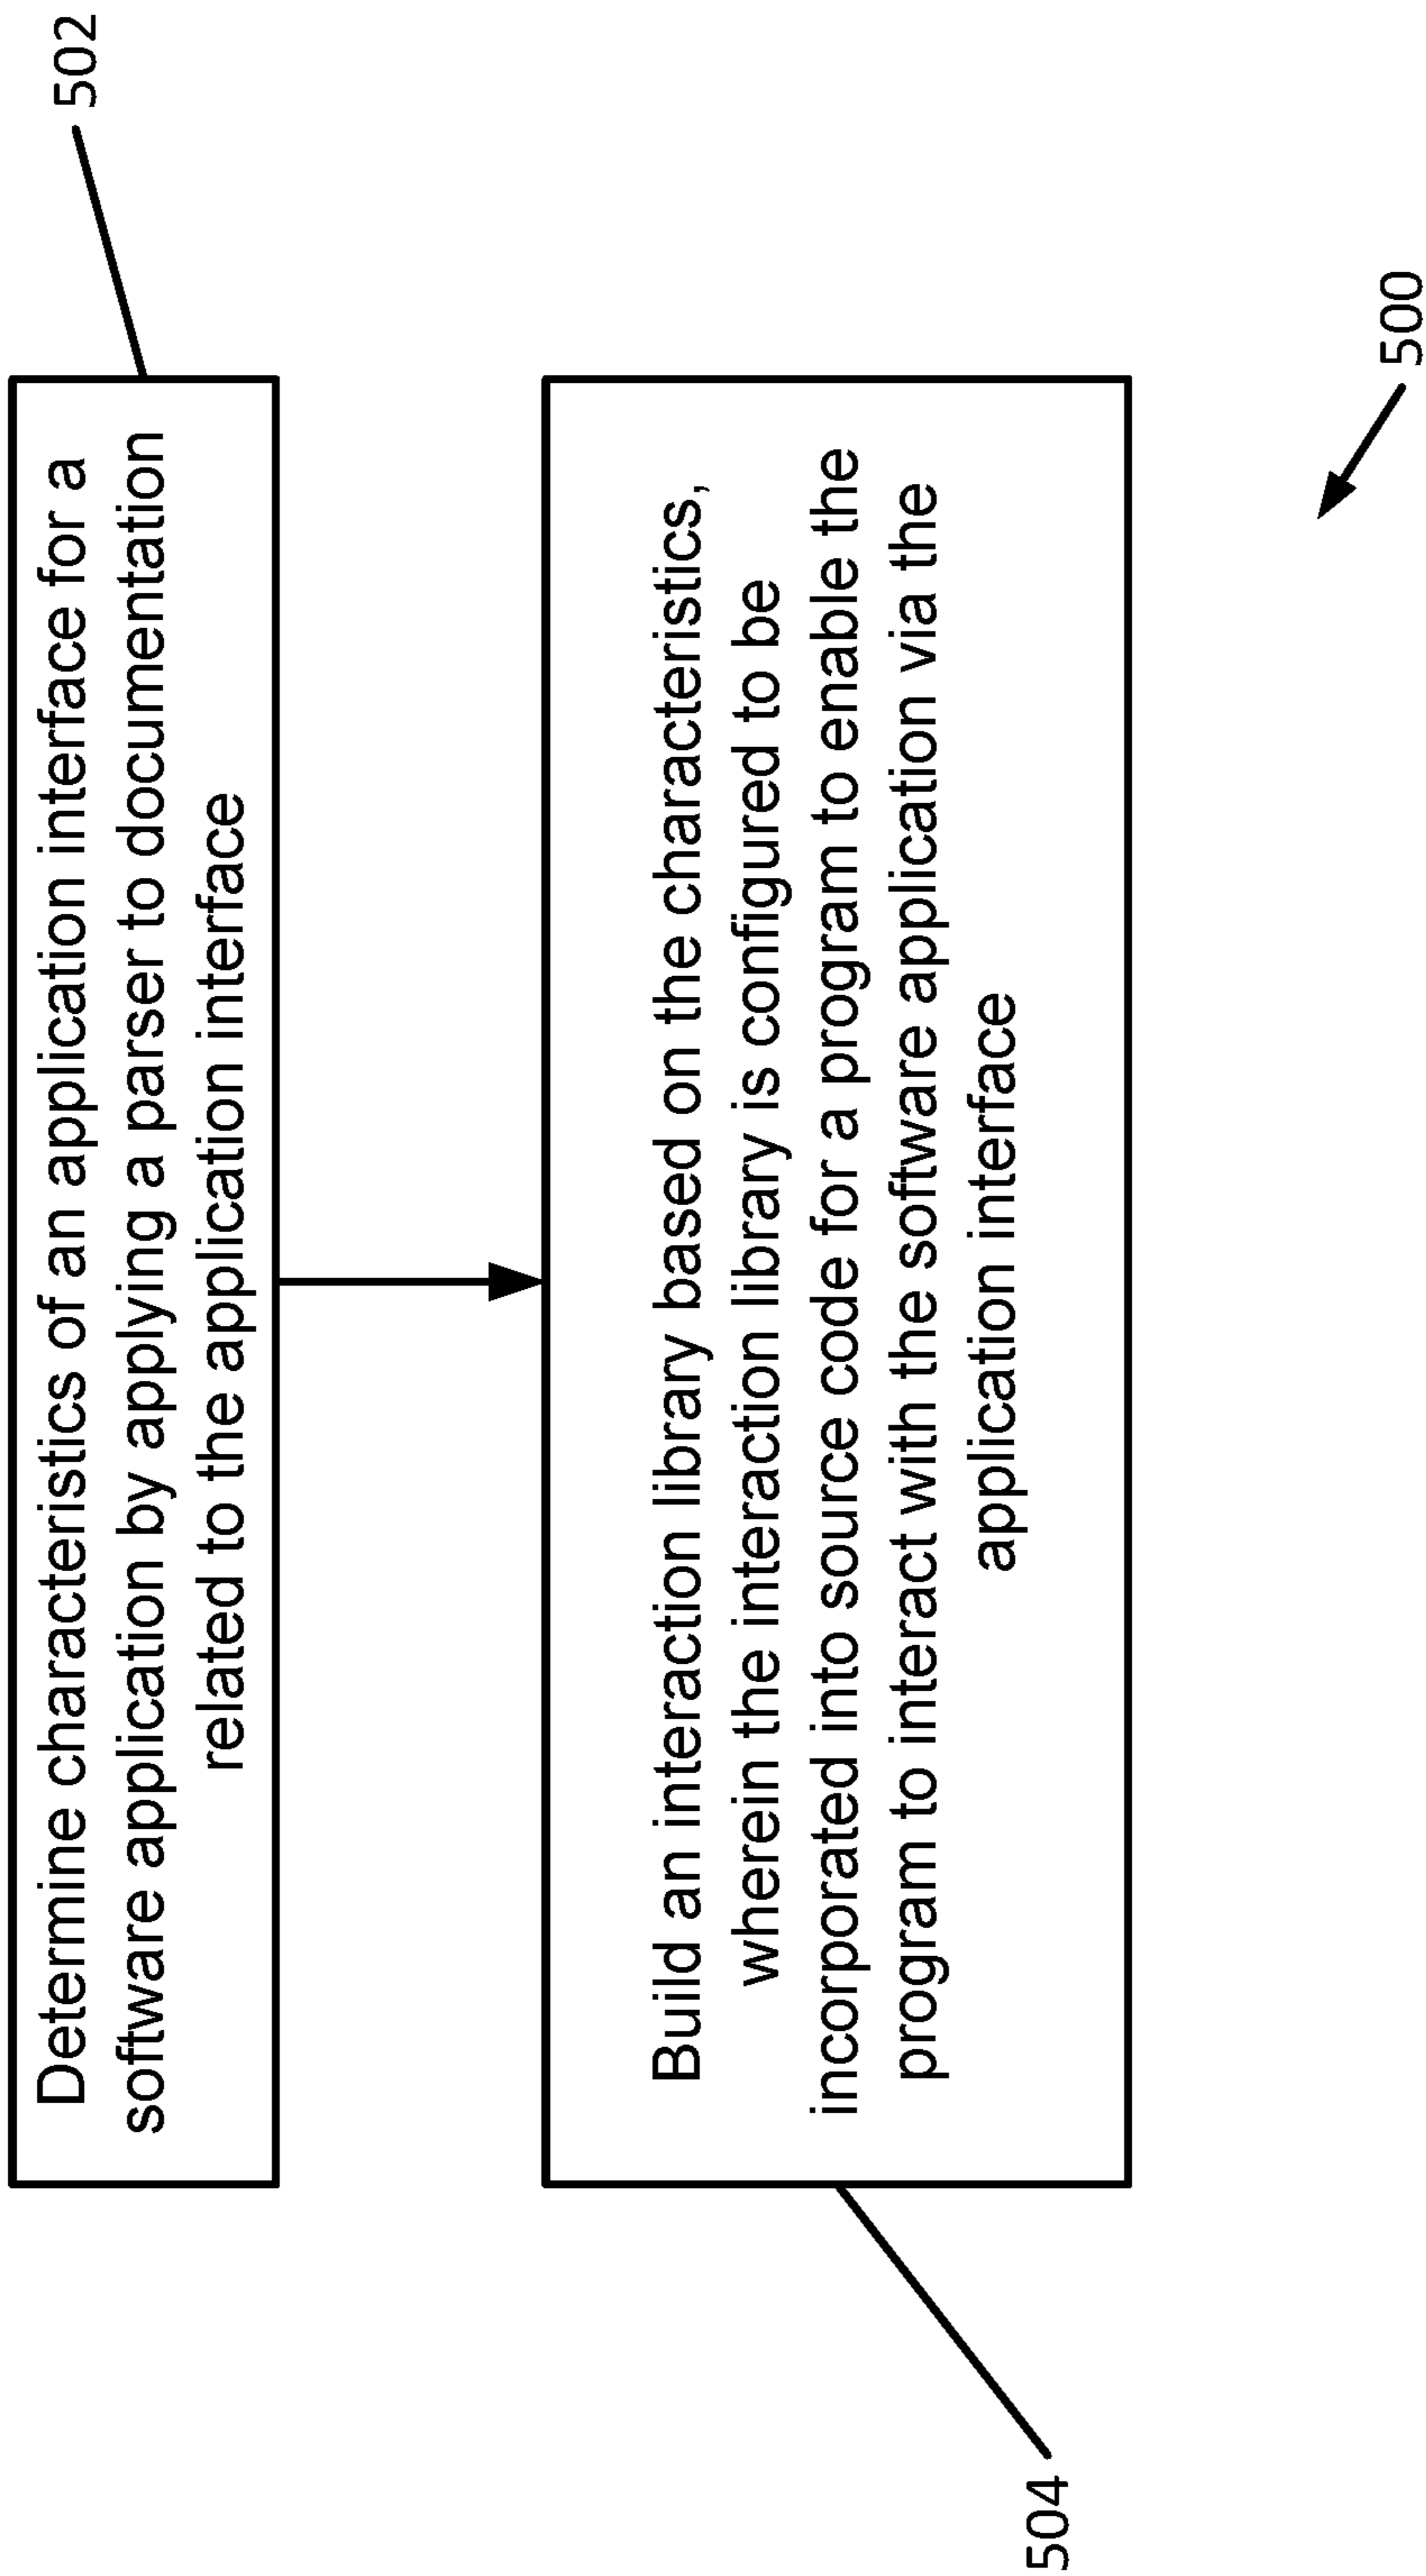 502
Determine characteristics of an application interface for a
software application by applying a parser to documentation
related to the application interface
Build an interaction library based on the characteristics,
wherein the interaction library is configured to be
incorporated into source code for a program to enable the
program to interact with the software application via the
application interface
504
500